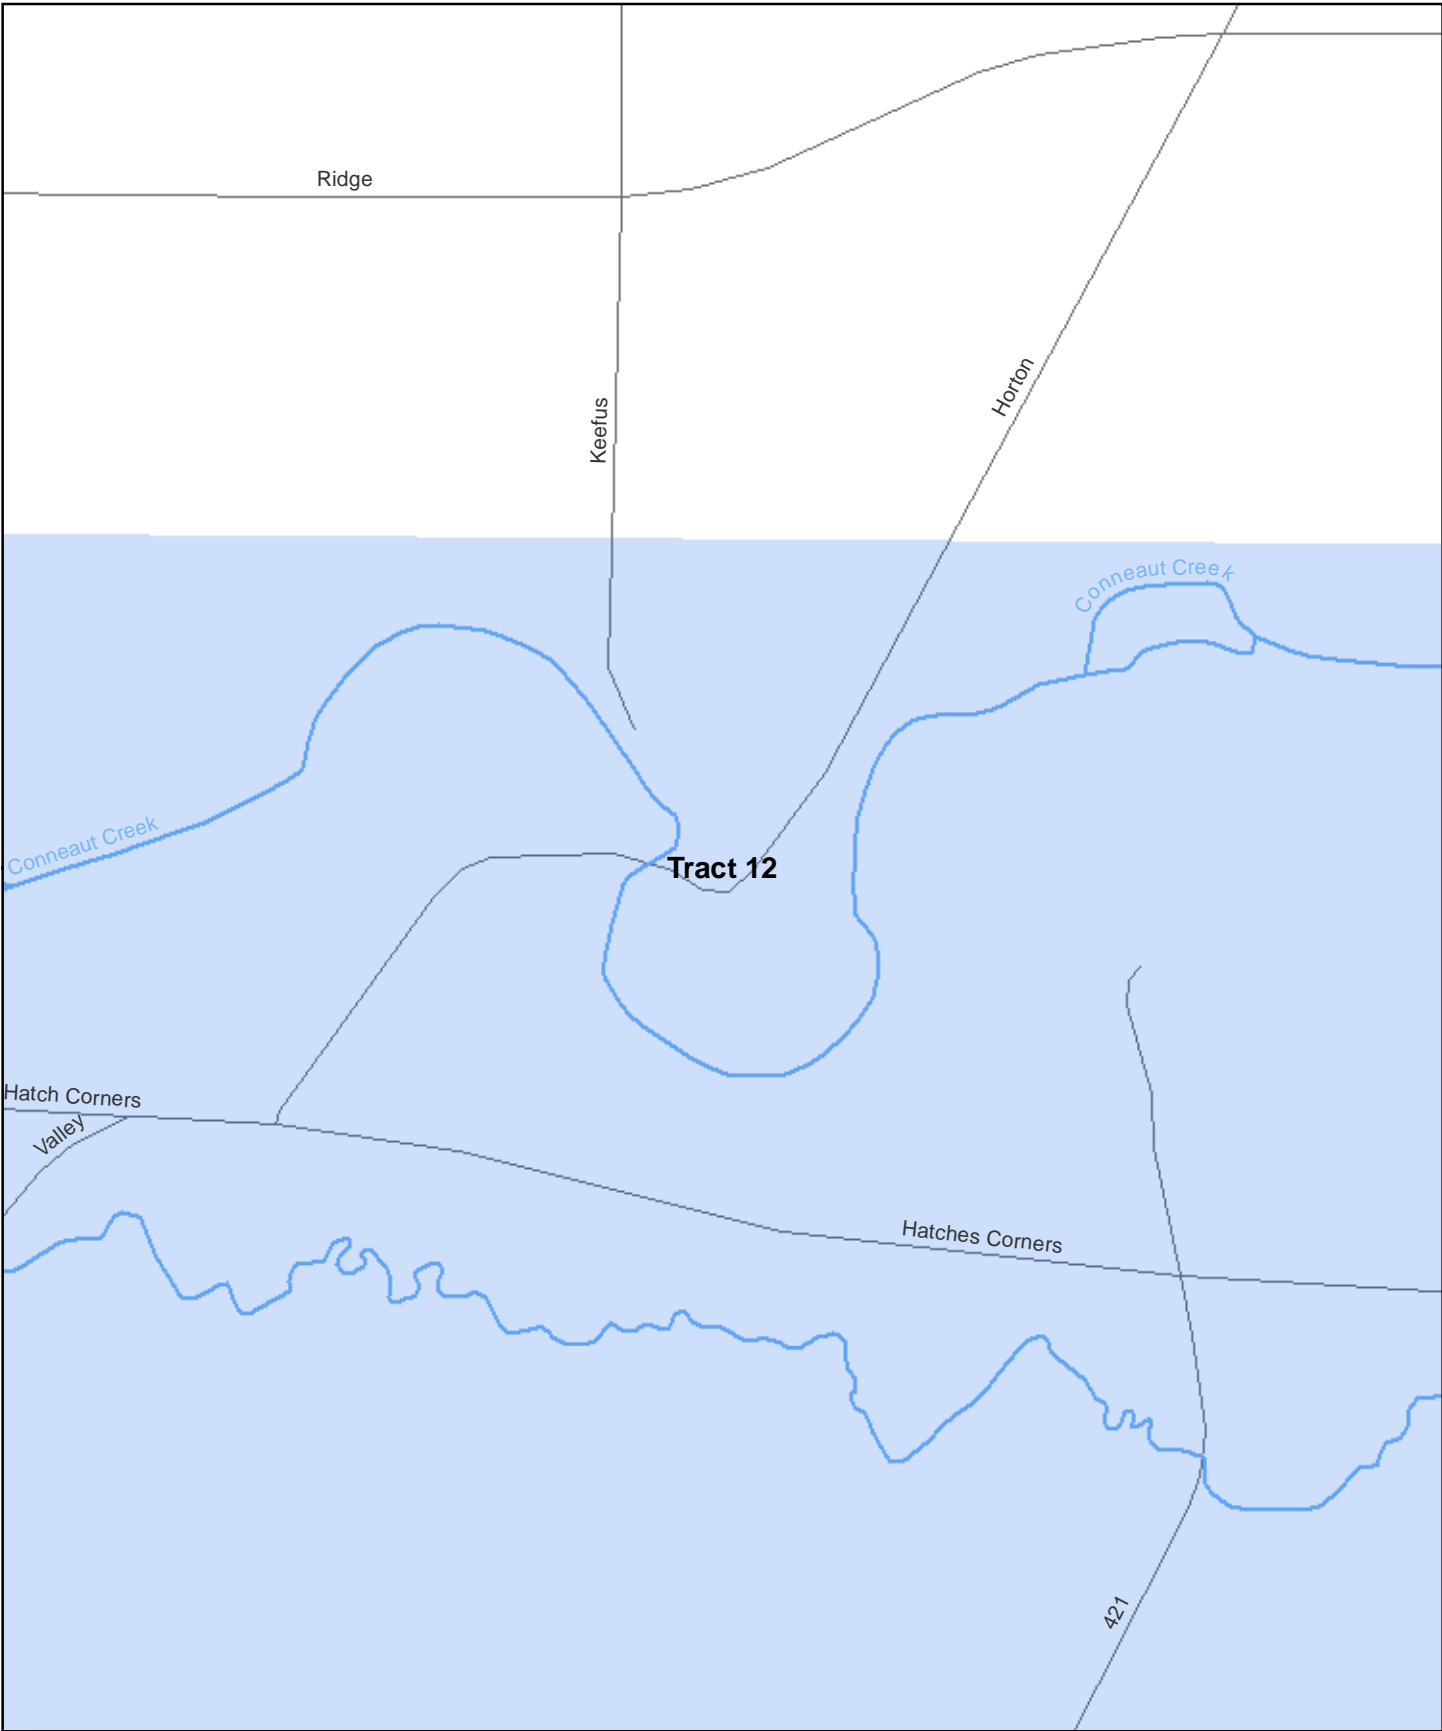 Ridge
Keefus
Horton
Conneaut Creek
Conneaut Creek
Tract 12
Hatch Corners
Valley
Hatches Corners
421